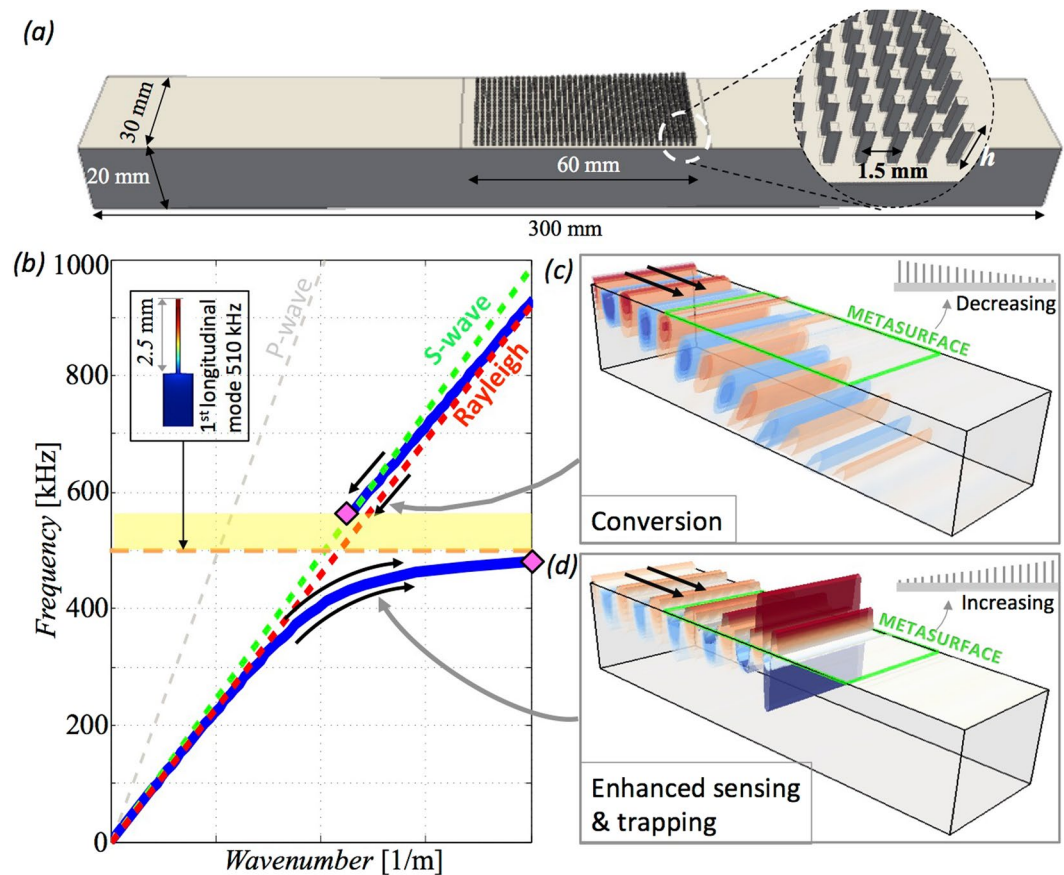 (a)
30 mm
20 mm
60 mm
300 mm
1.5 mm
h
(b)
1000
800
600
400
200
0
Frequency [kHz]
Wavenumber [1/m]
2.5 mm
1st longitudinal
mode 510 kHz
P-wave
S-wave
Rayleigh
(c)
Decreasing
METASURFACE
Conversion
(d)
Increasing
METASURFACE
Enhanced sensing
& trapping